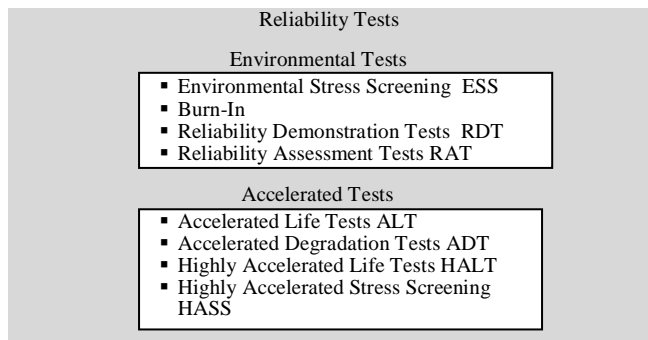 Reliability Tests
Environmental Tests
▪ Environmental Stress Screening  ESS
▪ Burn-In
▪ Reliability Demonstration Tests  RDT
▪ Reliability Assessment Tests RAT
Accelerated Tests
▪ Accelerated Life Tests ALT
▪ Accelerated Degradation Tests ADT
▪ Highly Accelerated Life Tests HALT
▪ Highly Accelerated Stress Screening
HASS